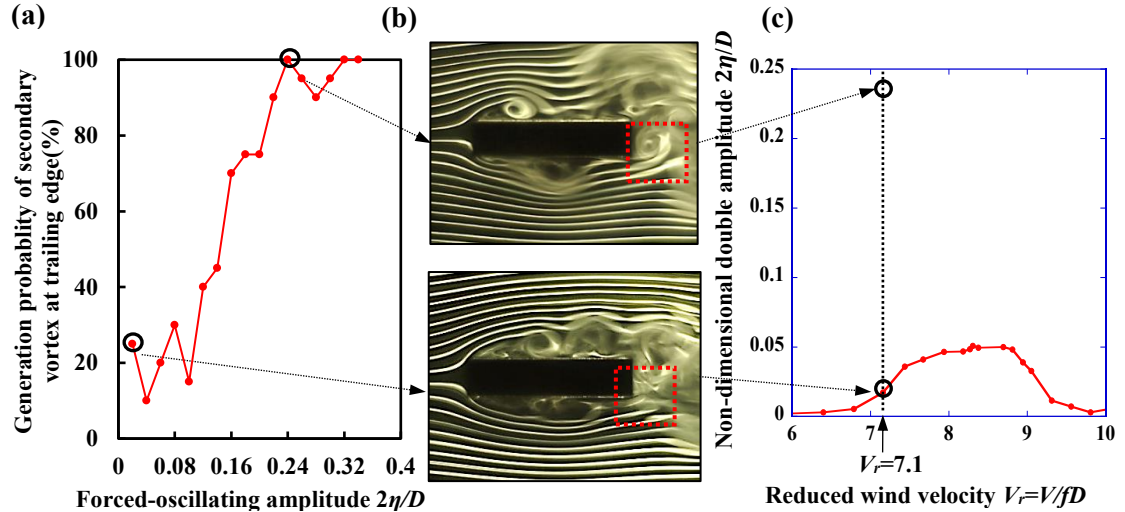 (a)
(b)
(c)
Generation probablity of secondary
vortex at trailing edge(%)
100
80
60
40
20
0
0
0.08
0.16
0.24
0.32
0.4
Forced-oscillating amplitude 2η/D
Non-dimensional double amplitude 2η/D
0.25
0.2
0.15
0.1
0.05
0
6
7
8
9
10
Vr=7.1
Reduced wind velocity Vr=V/fD